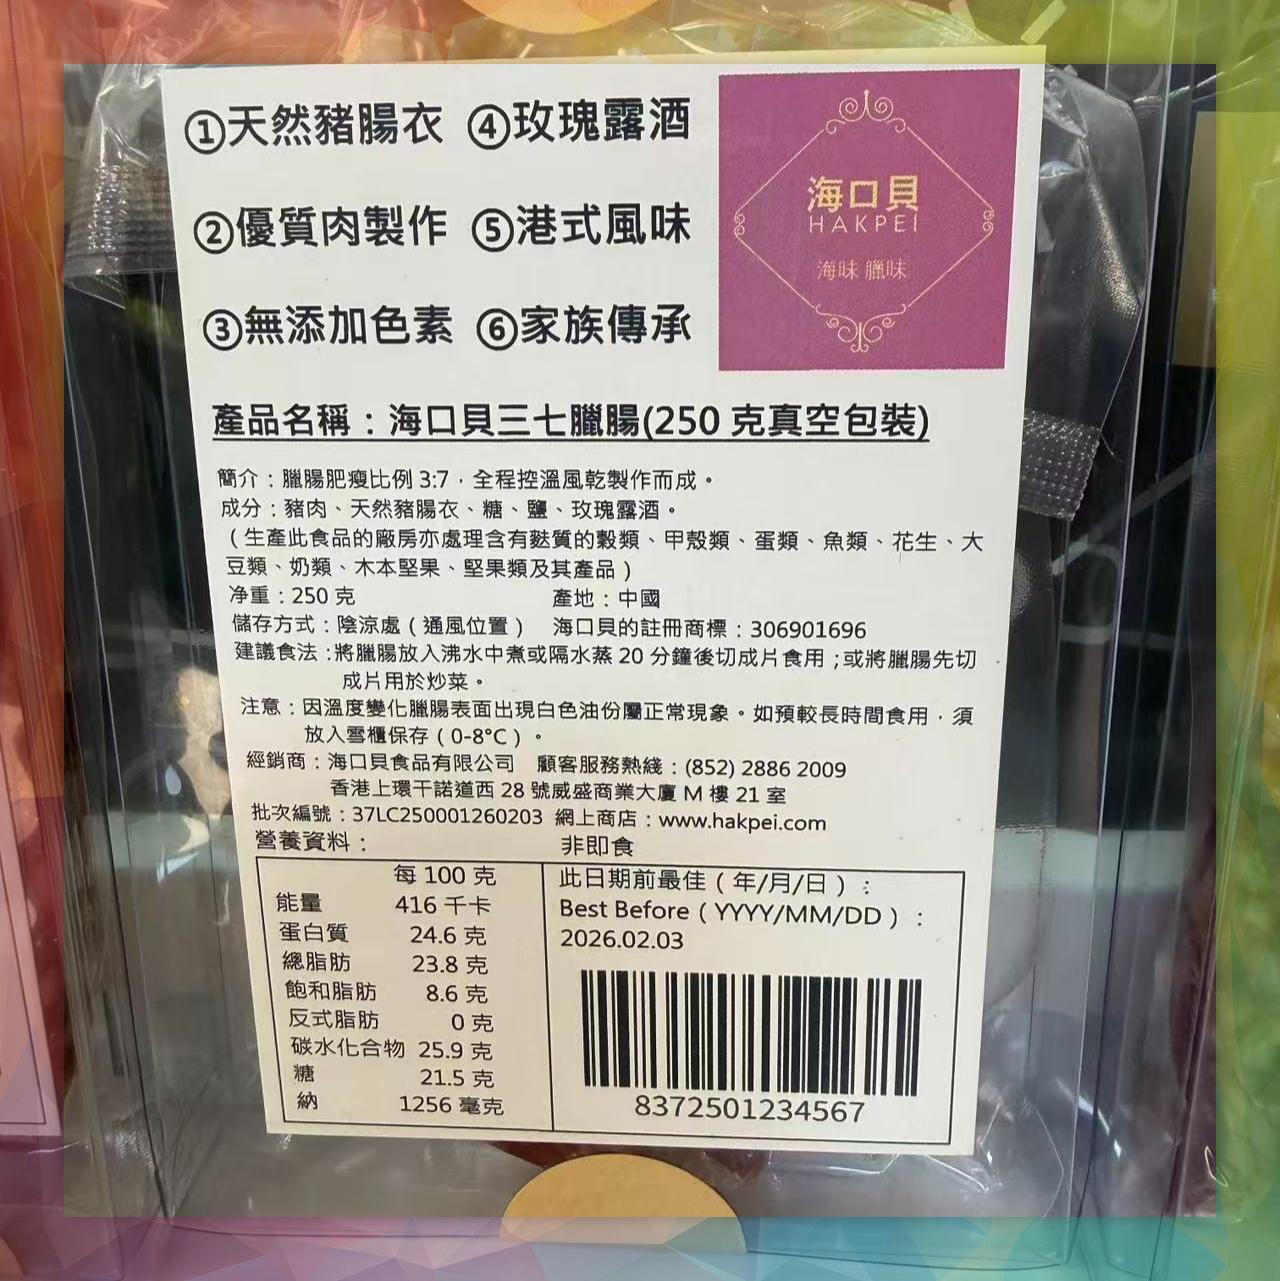 ①天然豬腸衣 ④玫瑰露酒
②優質肉製作 ⑤港式風味
③無添加色素 ⑥家族傳承
海口貝
HAKPEI
海味 臘味
產品名稱：海口貝三七臘腸(250 克真空包裝)
簡介：臘腸肥瘦比例 3:7，全程控溫風乾製作而成。
成分：豬肉、天然豬腸衣、糖、鹽、玫瑰露酒。
（生產此食品的廠房亦處理含有麩質的穀類、甲殼類、蛋類、魚類、花生、大
豆類、奶類、木本堅果、堅果類及其產品）
净重：250 克 產地：中國
儲存方式：陰涼處（通風位置） 海口貝的註冊商標：306901696
建議食法：將臘腸放入沸水中煮或隔水蒸 20 分鐘後切成片食用；或將臘腸先切
成片用於炒菜。
注意：因溫度變化臘腸表面出現白色油份屬正常現象。如預較長時間食用，須
放入雪櫃保存（0-8°C）。
經銷商：海口貝食品有限公司 顧客服務熱綫：(852) 2886 2009
香港上環干諾道西 28 號威盛商業大廈 M 樓 21 室
批次編號：37LC250001260203 網上商店：www.hakpei.com
營養資料： 非即食
每 100 克
能量 416 千卡
蛋白質 24.6 克
總脂肪 23.8 克
飽和脂肪 8.6 克
反式脂肪 0 克
碳水化合物 25.9 克
糖 21.5 克
納 1256 毫克
此日期前最佳（年/月/日）：
Best Before（YYYY/MM/DD）：
2026.02.03
8372501234567